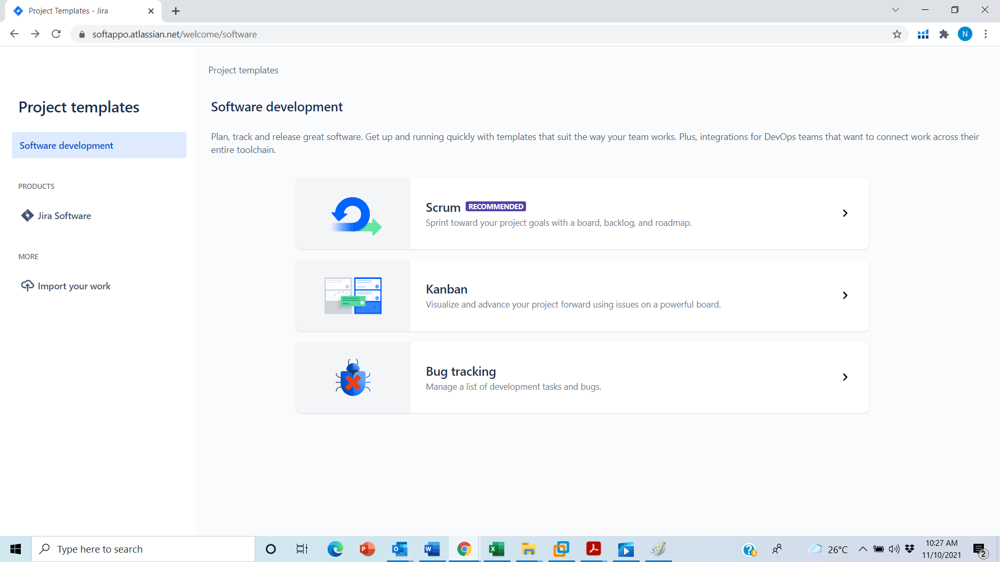 Project Templates - Jira
softappo.atlassian.net/welcome/software
N
Project templates
Project templates
Software development
Software development
Plan, track and release great software. Get up and running quickly with templates that suit the way your team works. Plus, integrations for DevOps teams that want to connect work across their
entire toolchain.
PRODUCTS
Jira Software
MORE
Import your work
Scrum RECOMMENDED
Sprint toward your project goals with a board, backlog, and roadmap.
Kanban
Visualize and advance your project forward using issues on a powerful board.
Bug tracking
Manage a list of development tasks and bugs.
Type here to search
26°C
10:27 AM
11/10/2021
2